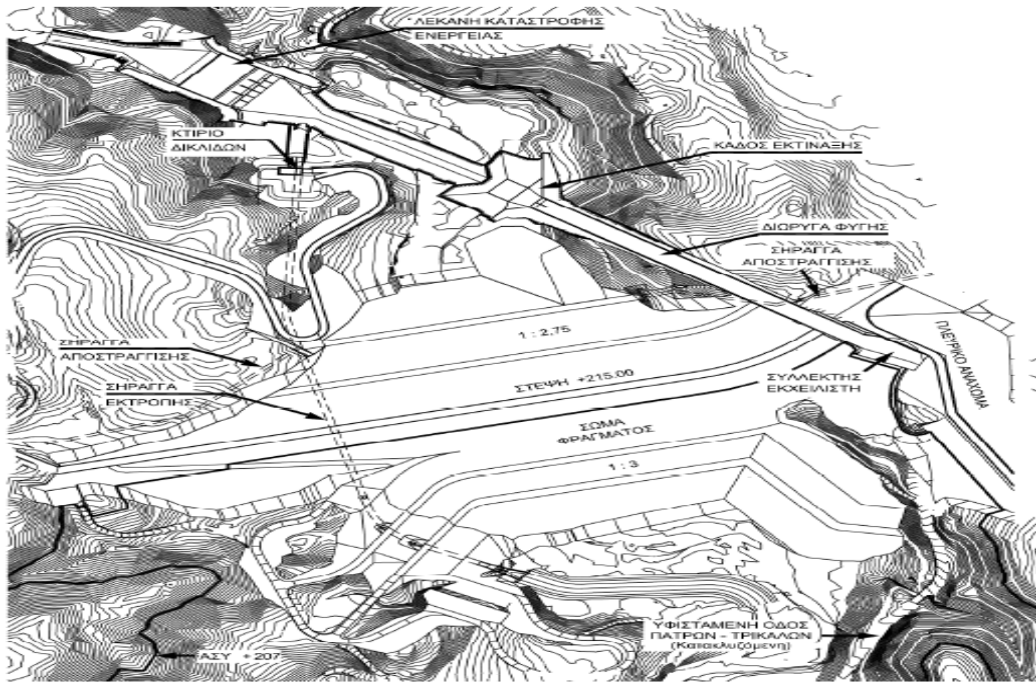 ΛΕΚΑΝΗ ΚΑΤΑΣΤΡΟΦΗΣ
ΕΝΕΡΓΕΙΑΣ
ΚΤΙΡΙΟ
ΔΙΚΛΙΔΩΝ
ΚΑΔΟΣ ΕΚΤΙΝΑΞΗΣ
ΔΙΩΡΥΓΑ ΦΥΓΗΣ
ΣΗΡΑΓΓΑ
ΑΠΟΣΤΡΑΓΓΙΣΗΣ
1 : 2,75
ΣΗΡΑΓΓΑ
ΑΠΟΣΤΡΑΓΓΙΣΗΣ
ΠΛΕΥΡΙΚΟ ΑΝΑΧΩΜΑ
ΣΗΡΑΓΓΑ
ΕΚΤΡΟΠΗΣ
ΣΤΕΨΗ +215.00
ΣΥΛΛΕΚΤΗΣ
ΕΚΧΕΙΛΙΣΤΗ
ΣΩΜΑ
ΦΡΑΓΜΑΤΟΣ
1 : 3
ΥΦΙΣΤΑΜΕΝΗ ΟΔΟΣ
ΠΑΤΡΩΝ - ΤΡΙΚΑΛΩΝ
(Κατακλυζόμενη)
ΑΣΥ +207